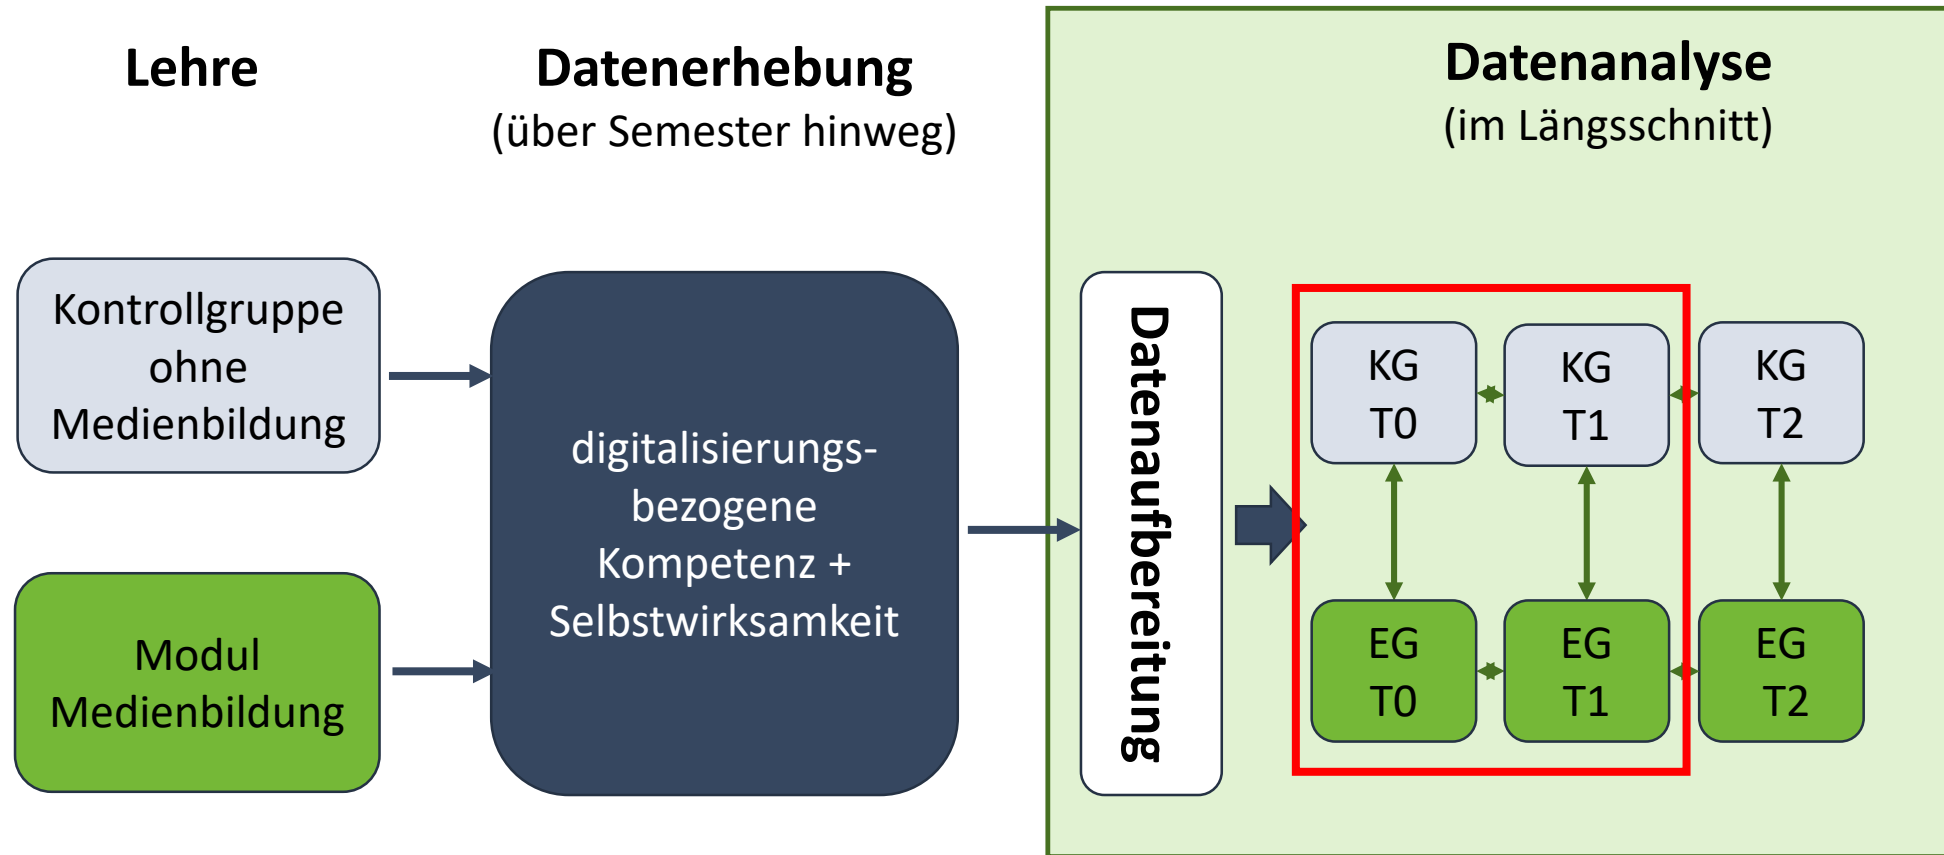 Lehre
Datenerhebung
(über Semester hinweg)
Datenanalyse
(im Längsschnitt)
Kontrollgruppe
ohne
Medienbildung
Modul
Medienbildung
digitalisierungs-
bezogene
Kompetenz +
Selbstwirksamkeit
Datenaufbereitung
KG
T0
KG
T1
KG
T2
EG
T0
EG
T1
EG
T2